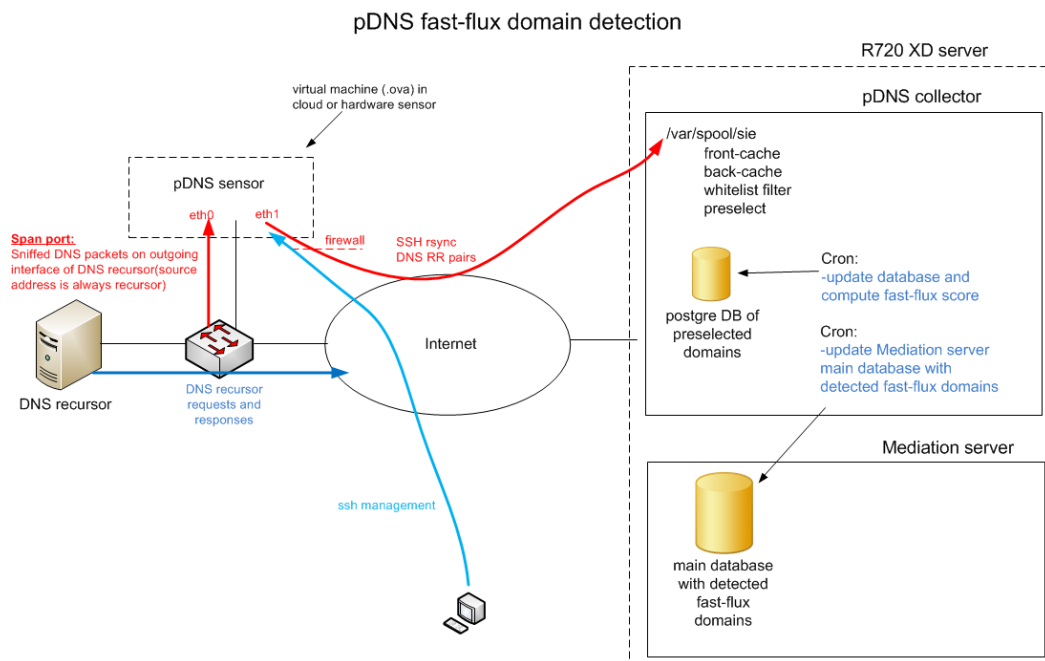 pDNS fast-flux domain detection
R720 XD server
virtual machine (.ova) in
cloud or hardware sensor
pDNS collector
/var/spool/sie
front-cache
back-cache
whitelist filter
preselect
pDNS sensor
eth0
eth1
Span port:
Sniffed DNS packets on outgoing
interface of DNS recursor(source
address is always recursor)
firewall
SSH rsync
DNS RR pairs
Cron:
-update database and
compute fast-flux score
postgre DB of
preselected
domains
Cron:
-update Mediation server
main database with
detected fast-flux domains
Internet
DNS recursor
DNS recursor
requests and
responses
Mediation server
ssh management
main database
with detected
fast-flux
domains